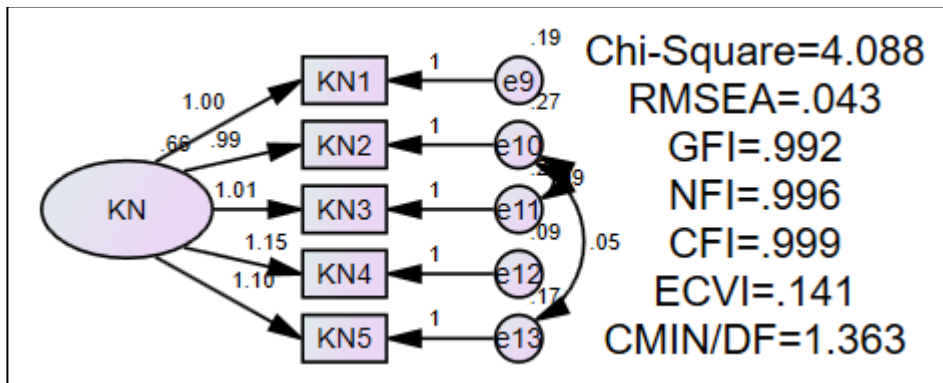 Chi-Square=4.088
RMSEA=.043
GFI=.992
NFI=.996
CFI=.999
ECVI=.141
CMIN/DF=1.363
KN
.66
1.00
.99
1.01
1.15
1.10
KN1
1
e9
.19
KN2
1
e10
.27
KN3
1
e11
KN4
1
e12
.09
KN5
1
e13
.17
.05